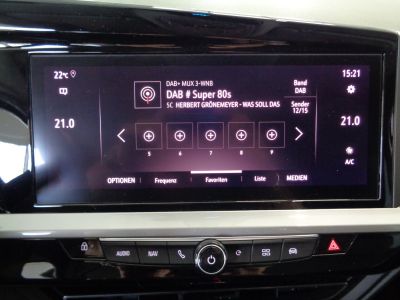 22°C
DAB+ MUX 3-WNB
DAB # Super 80s
SC HERBERT GRÖNEMEYER - WAS SOLL DAS
Band
DAB
Sender
12/15
15:21
21.0
21.0
5 6 7 8 9
A/C
OPTIONEN Frequenz Favoriten Liste MEDIEN
AUDIO NAV